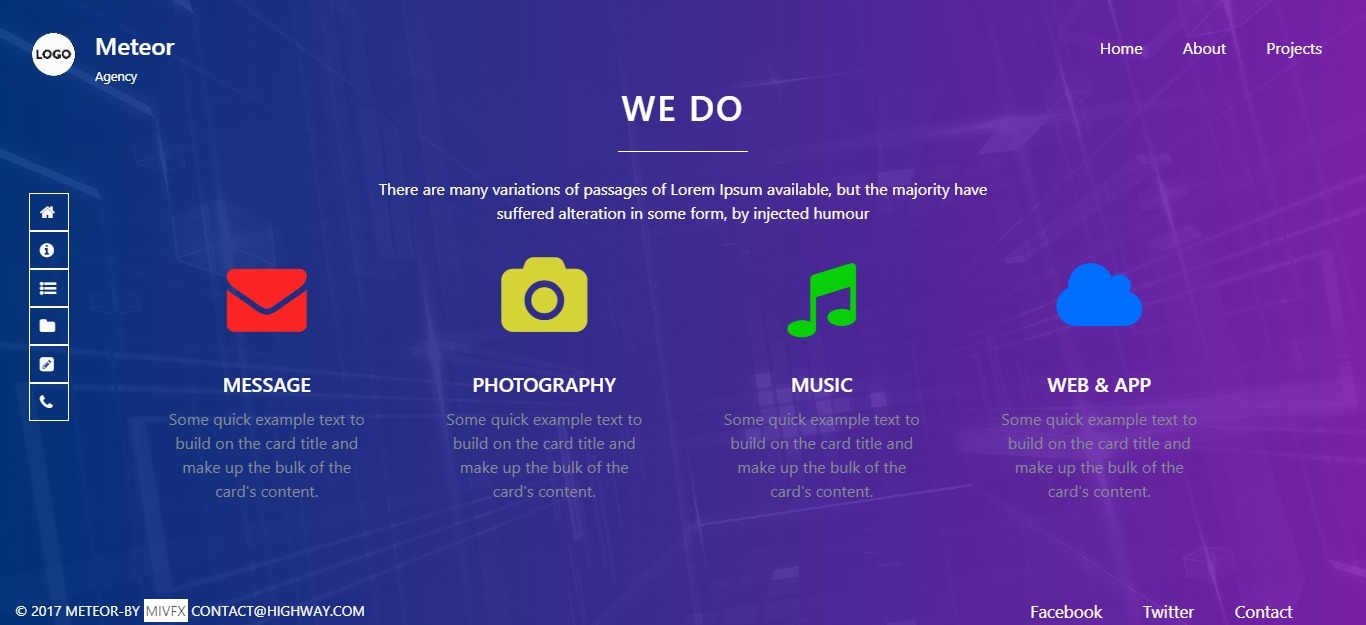 LOGO
Meteor
Agency
Home About Projects
WE DO
There are many variations of passages of Lorem Ipsum available, but the majority have
suffered alteration in some form, by injected humour
MESSAGE
Some quick example text to
build on the card title and
make up the bulk of the
card's content.
PHOTOGRAPHY
Some quick example text to
build on the card title and
make up the bulk of the
card's content.
MUSIC
Some quick example text to
build on the card title and
make up the bulk of the
card's content.
WEB & APP
Some quick example text to
build on the card title and
make up the bulk of the
card's content.
© 2017 METEOR-BY MIVFX CONTACT@HIGHWAY.COM
Facebook Twitter Contact